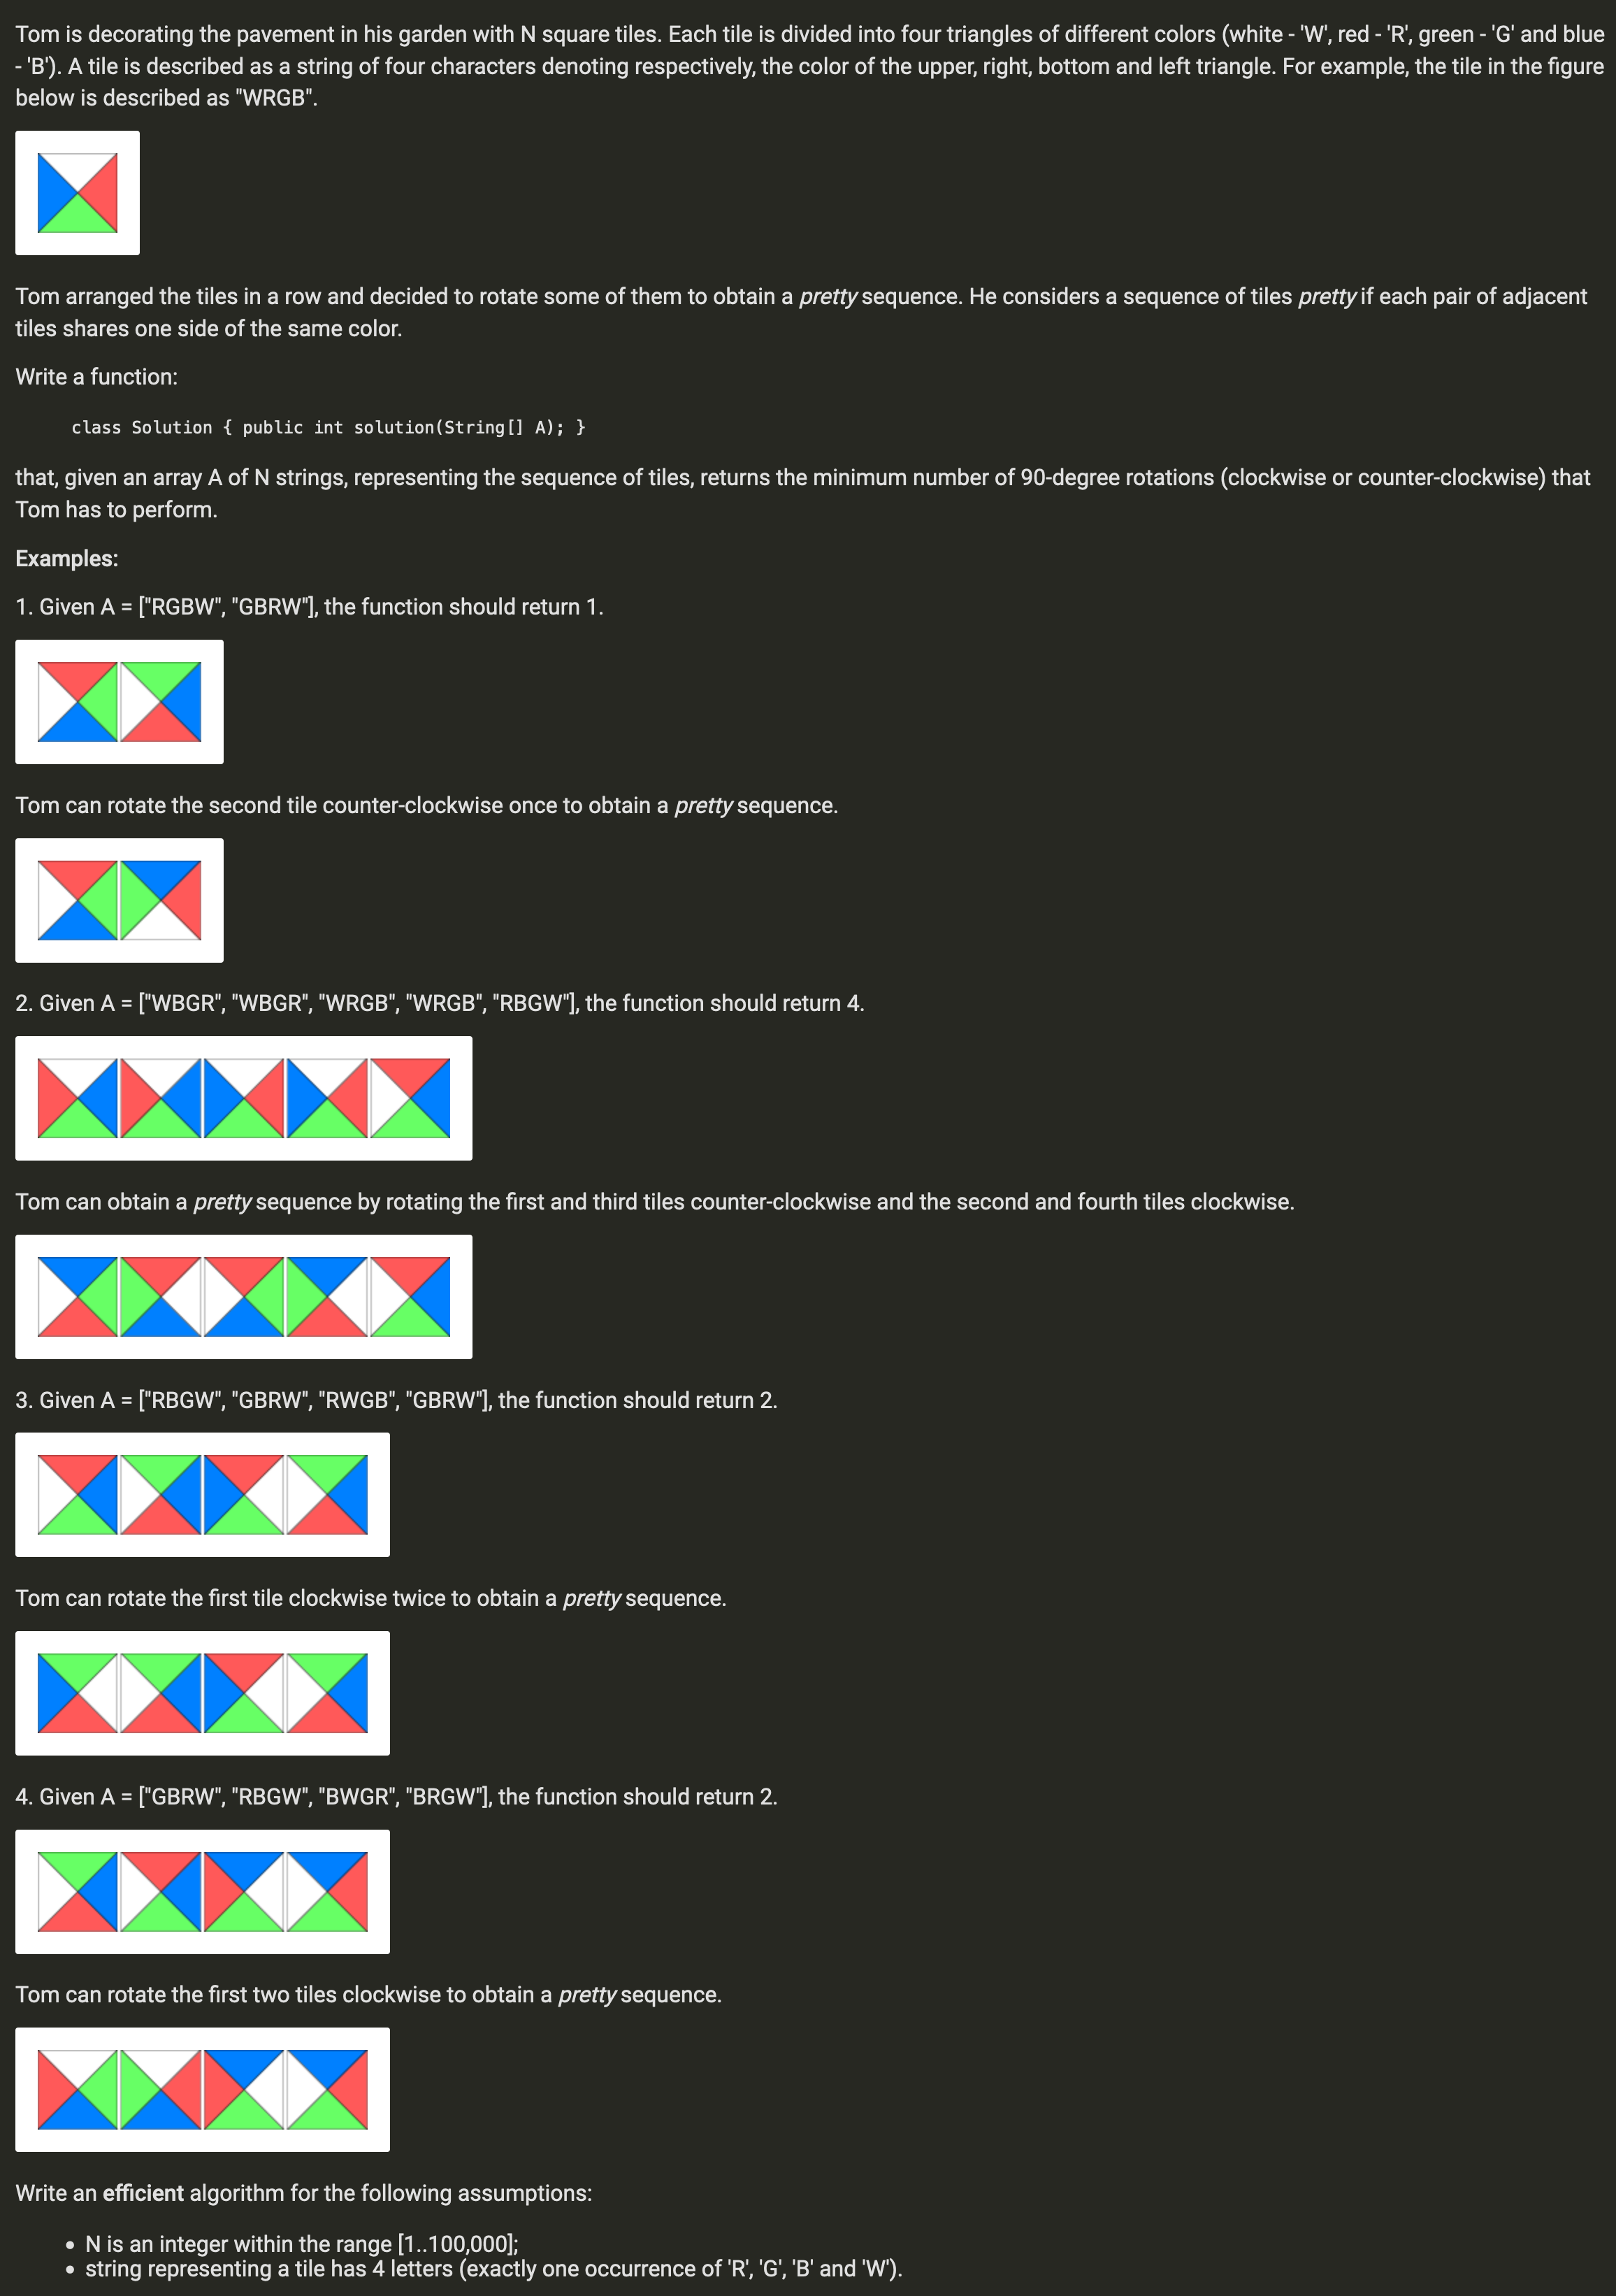 Tom is decorating the pavement in his garden with N square tiles. Each tile is divided into four triangles of different colors (white - 'W', red - 'R', green - 'G' and blue
- 'B'). A tile is described as a string of four characters denoting respectively, the color of the upper, right, bottom and left triangle. For example, the tile in the figure
below is described as "WRGB".
Tom arranged the tiles in a row and decided to rotate some of them to obtain a pretty sequence. He considers a sequence of tiles pretty if each pair of adjacent
tiles shares one side of the same color.
Write a function:
class Solution { public int solution(String[] A); }
that, given an array A of N strings, representing the sequence of tiles, returns the minimum number of 90-degree rotations (clockwise or counter-clockwise) that
Tom has to perform.
Examples:
1. Given A = ["RGBW", "GBRW"], the function should return 1.
Tom can rotate the second tile counter-clockwise once to obtain a pretty sequence.
2. Given A = ["WBGR", "WBGR", "WRGB", "WRGB", "RBGW"], the function should return 4.
Tom can obtain a pretty sequence by rotating the first and third tiles counter-clockwise and the second and fourth tiles clockwise.
3. Given A = ["RBGW", "GBRW", "RWGB", "GBRW"], the function should return 2.
Tom can rotate the first tile clockwise twice to obtain a pretty sequence.
4. Given A = ["GBRW", "RBGW", "BWGR", "BRGW"], the function should return 2.
Tom can rotate the first two tiles clockwise to obtain a pretty sequence.
Write an efficient algorithm for the following assumptions:
• N is an integer within the range [1..100,000];
• string representing a tile has 4 letters (exactly one occurrence of 'R', 'G', 'B' and 'W').